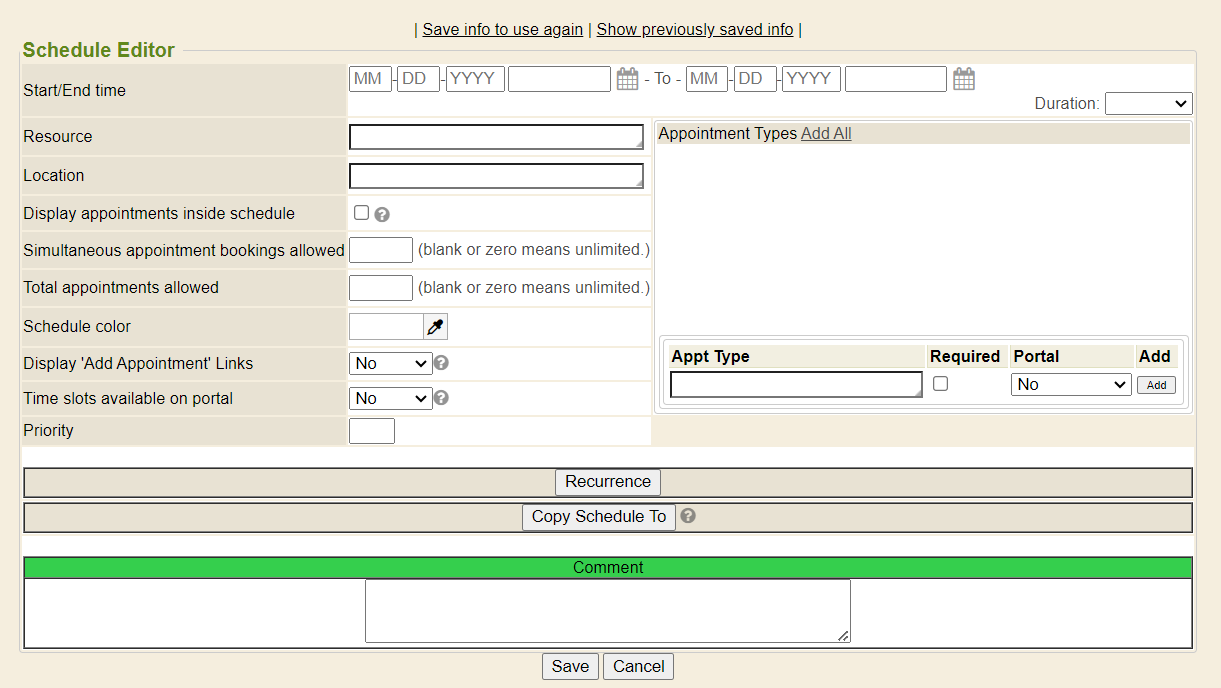 | Save info to use again | Show previously saved info |
Schedule Editor
Start/End time MM - DD - YYYY - To - MM - DD - YYYY
Duration:
Resource
Appointment Types Add All
Location
Display appointments inside schedule ?
Simultaneous appointment bookings allowed (blank or zero means unlimited.)
Total appointments allowed (blank or zero means unlimited.)
Schedule color
Appt Type Required Portal Add
Display 'Add Appointment' Links No ?
No Add
Time slots available on portal No ?
Priority
Recurrence
Copy Schedule To ?
Comment
Save Cancel